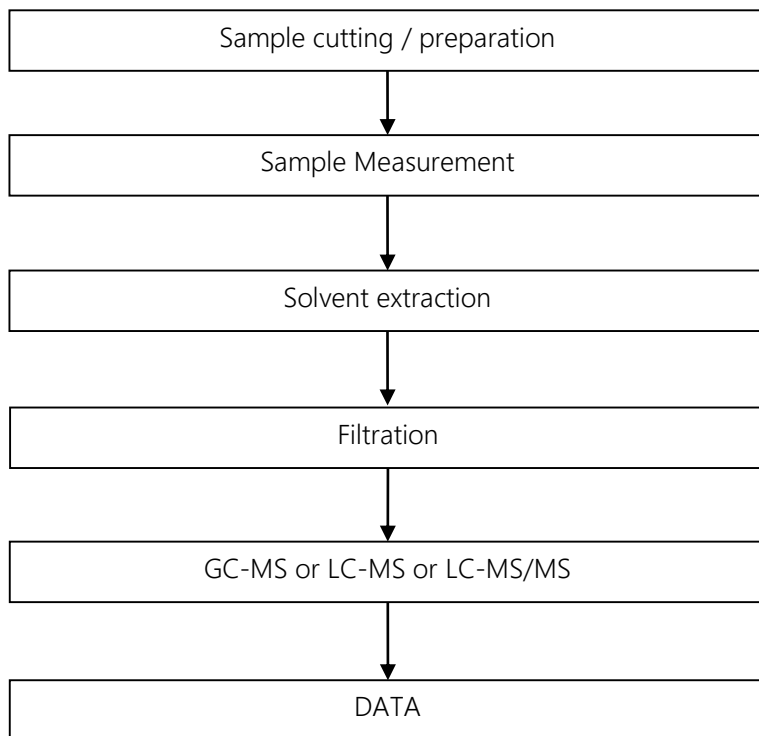 Sample cutting / preparation
Sample Measurement
Solvent extraction
Filtration
GC-MS or LC-MS or LC-MS/MS
DATA